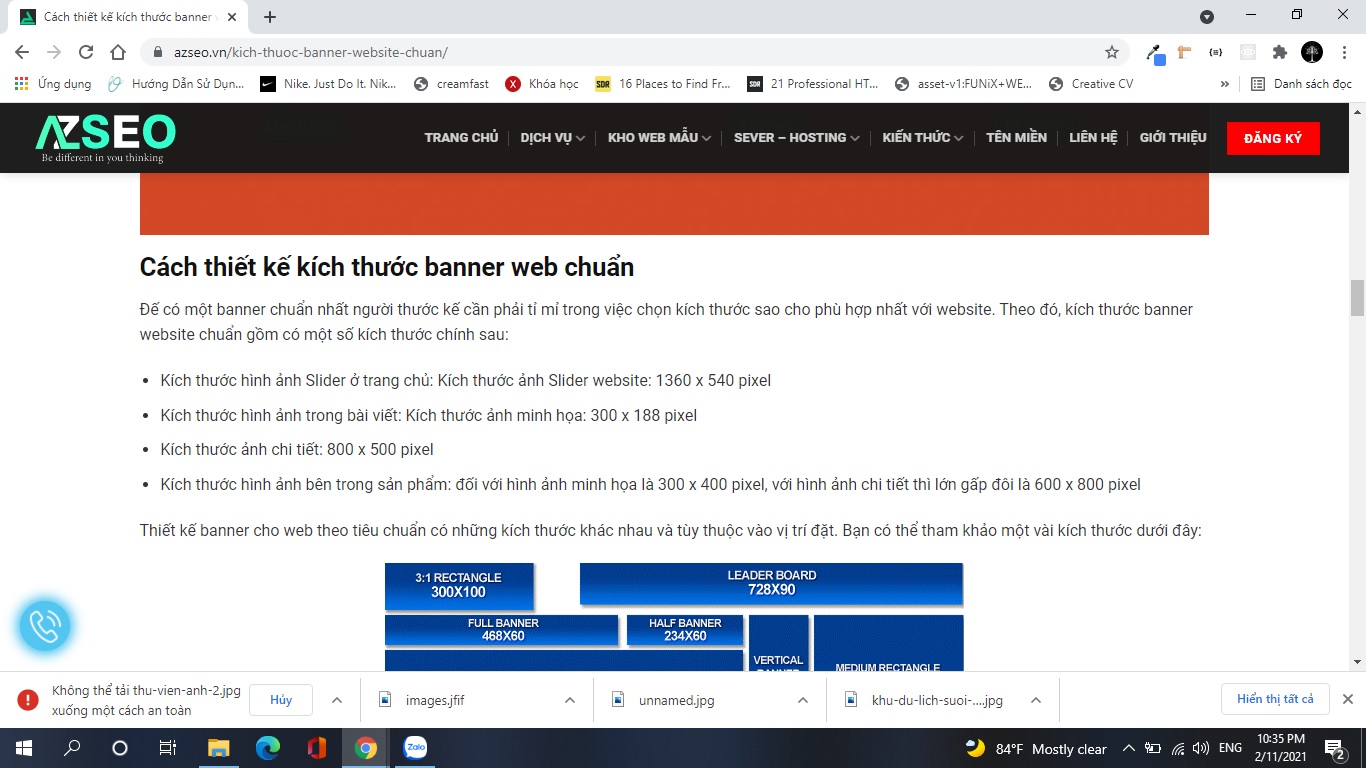 Cách thiết kế kích thước banner v
azseo.vn/kich-thuoc-banner-website-chuan/
Ứng dụng
Hướng Dẫn Sử Dụn...
Nike. Just Do It. Nik...
creamfast
X
Khóa học
SDR
16 Places to Find Fr...
SDR
21 Professional HT...
asset-v1:FUNiX+WE...
Creative CV
»
Danh sách đọc
AZSEO
Be different in you thinking
TRANG CHỦ
DỊCH VỤ
KHO WEB MẪU
SEVER – HOSTING
KIẾN THỨC
TÊN MIỀN
LIÊN HỆ
GIỚI THIỆU
ĐĂNG KÝ
Cách thiết kế kích thước banner web chuẩn
Để có một banner chuẩn nhất người thước kế cần phải tỉ mỉ trong việc chọn kích thước sao cho phù hợp nhất với website. Theo đó, kích thước banner
website chuẩn gồm có một số kích thước chính sau:
• Kích thước hình ảnh Slider ở trang chủ: Kích thước ảnh Slider website: 1360 x 540 pixel
• Kích thước hình ảnh trong bài viết: Kích thước ảnh minh họa: 300 x 188 pixel
• Kích thước ảnh chi tiết: 800 x 500 pixel
• Kích thước hình ảnh bên trong sản phẩm: đối với hình ảnh minh họa là 300 x 400 pixel, với hình ảnh chi tiết thì lớn gấp đôi là 600 x 800 pixel
Thiết kế banner cho web theo tiêu chuẩn có những kích thước khác nhau và tùy thuộc vào vị trí đặt. Bạn có thể tham khảo một vài kích thước dưới đây:
3:1 RECTANGLE
300X100
LEADER BOARD
728X90
FULL BANNER
468X60
HALF BANNER
234X60
VERTICAL
BANNER
MEDIUM RECTANGLE
Không thể tải thu-vien-anh-2.jpg
xuống một cách an toàn
Hủy
images.jfif
unnamed.jpg
khu-du-lich-suoi-....jpg
Hiển thị tất cả
Zalo
84°F Mostly clear
ENG
10:35 PM
2/11/2021
2